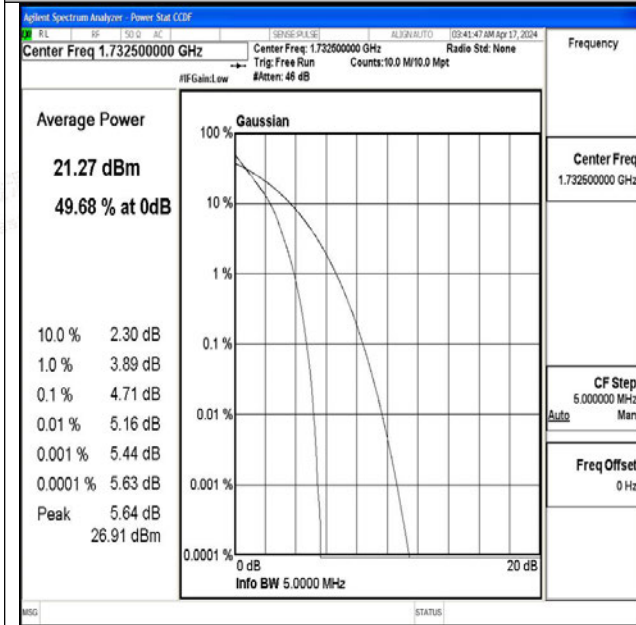 Agilent Spectrum Analyzer - Power Stat CCDF
RL RF 50 Ω AC SENSE:PULSE ALIGNAUTO 03:41:47 AM Apr 17, 2024
Center Freq 1.732500000 GHz
Center Freq: 1.732500000 GHz Radio Std: None
Trig: Free Run Counts:10.0 M/10.0 Mpt
#IFGain:Low #Atten: 46 dB
Frequency
Average Power
21.27 dBm
49.68 % at 0dB
10.0 % 2.30 dB
1.0 % 3.89 dB
0.1 % 4.71 dB
0.01 % 5.16 dB
0.001 % 5.44 dB
0.0001 % 5.63 dB
Peak 5.64 dB
26.91 dBm
Gaussian
100 %
10 %
1 %
0.1 %
0.01 %
0.001 %
0.0001 %
0 dB 20 dB
Info BW 5.0000 MHz
Center Freq
1.732500000 GHz
CF Step
5.000000 MHz
Auto Man
Freq Offset
0 Hz
MSG STATUS